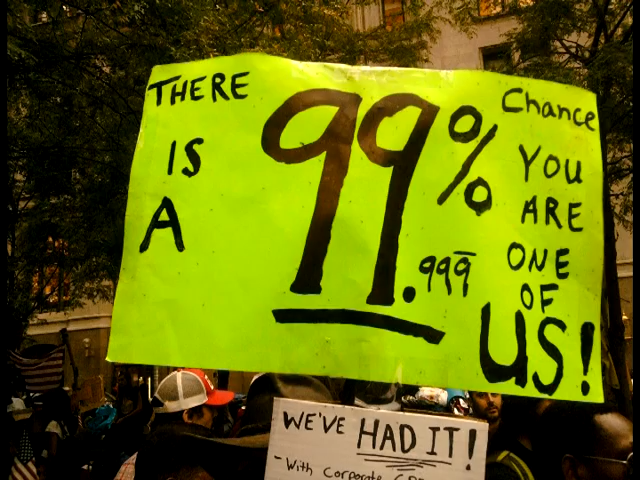 THERE
IS
A
99.999%
Chance
YOU
ARE
ONE
OF
US!
WE'VE HAD IT!
- With Corporate